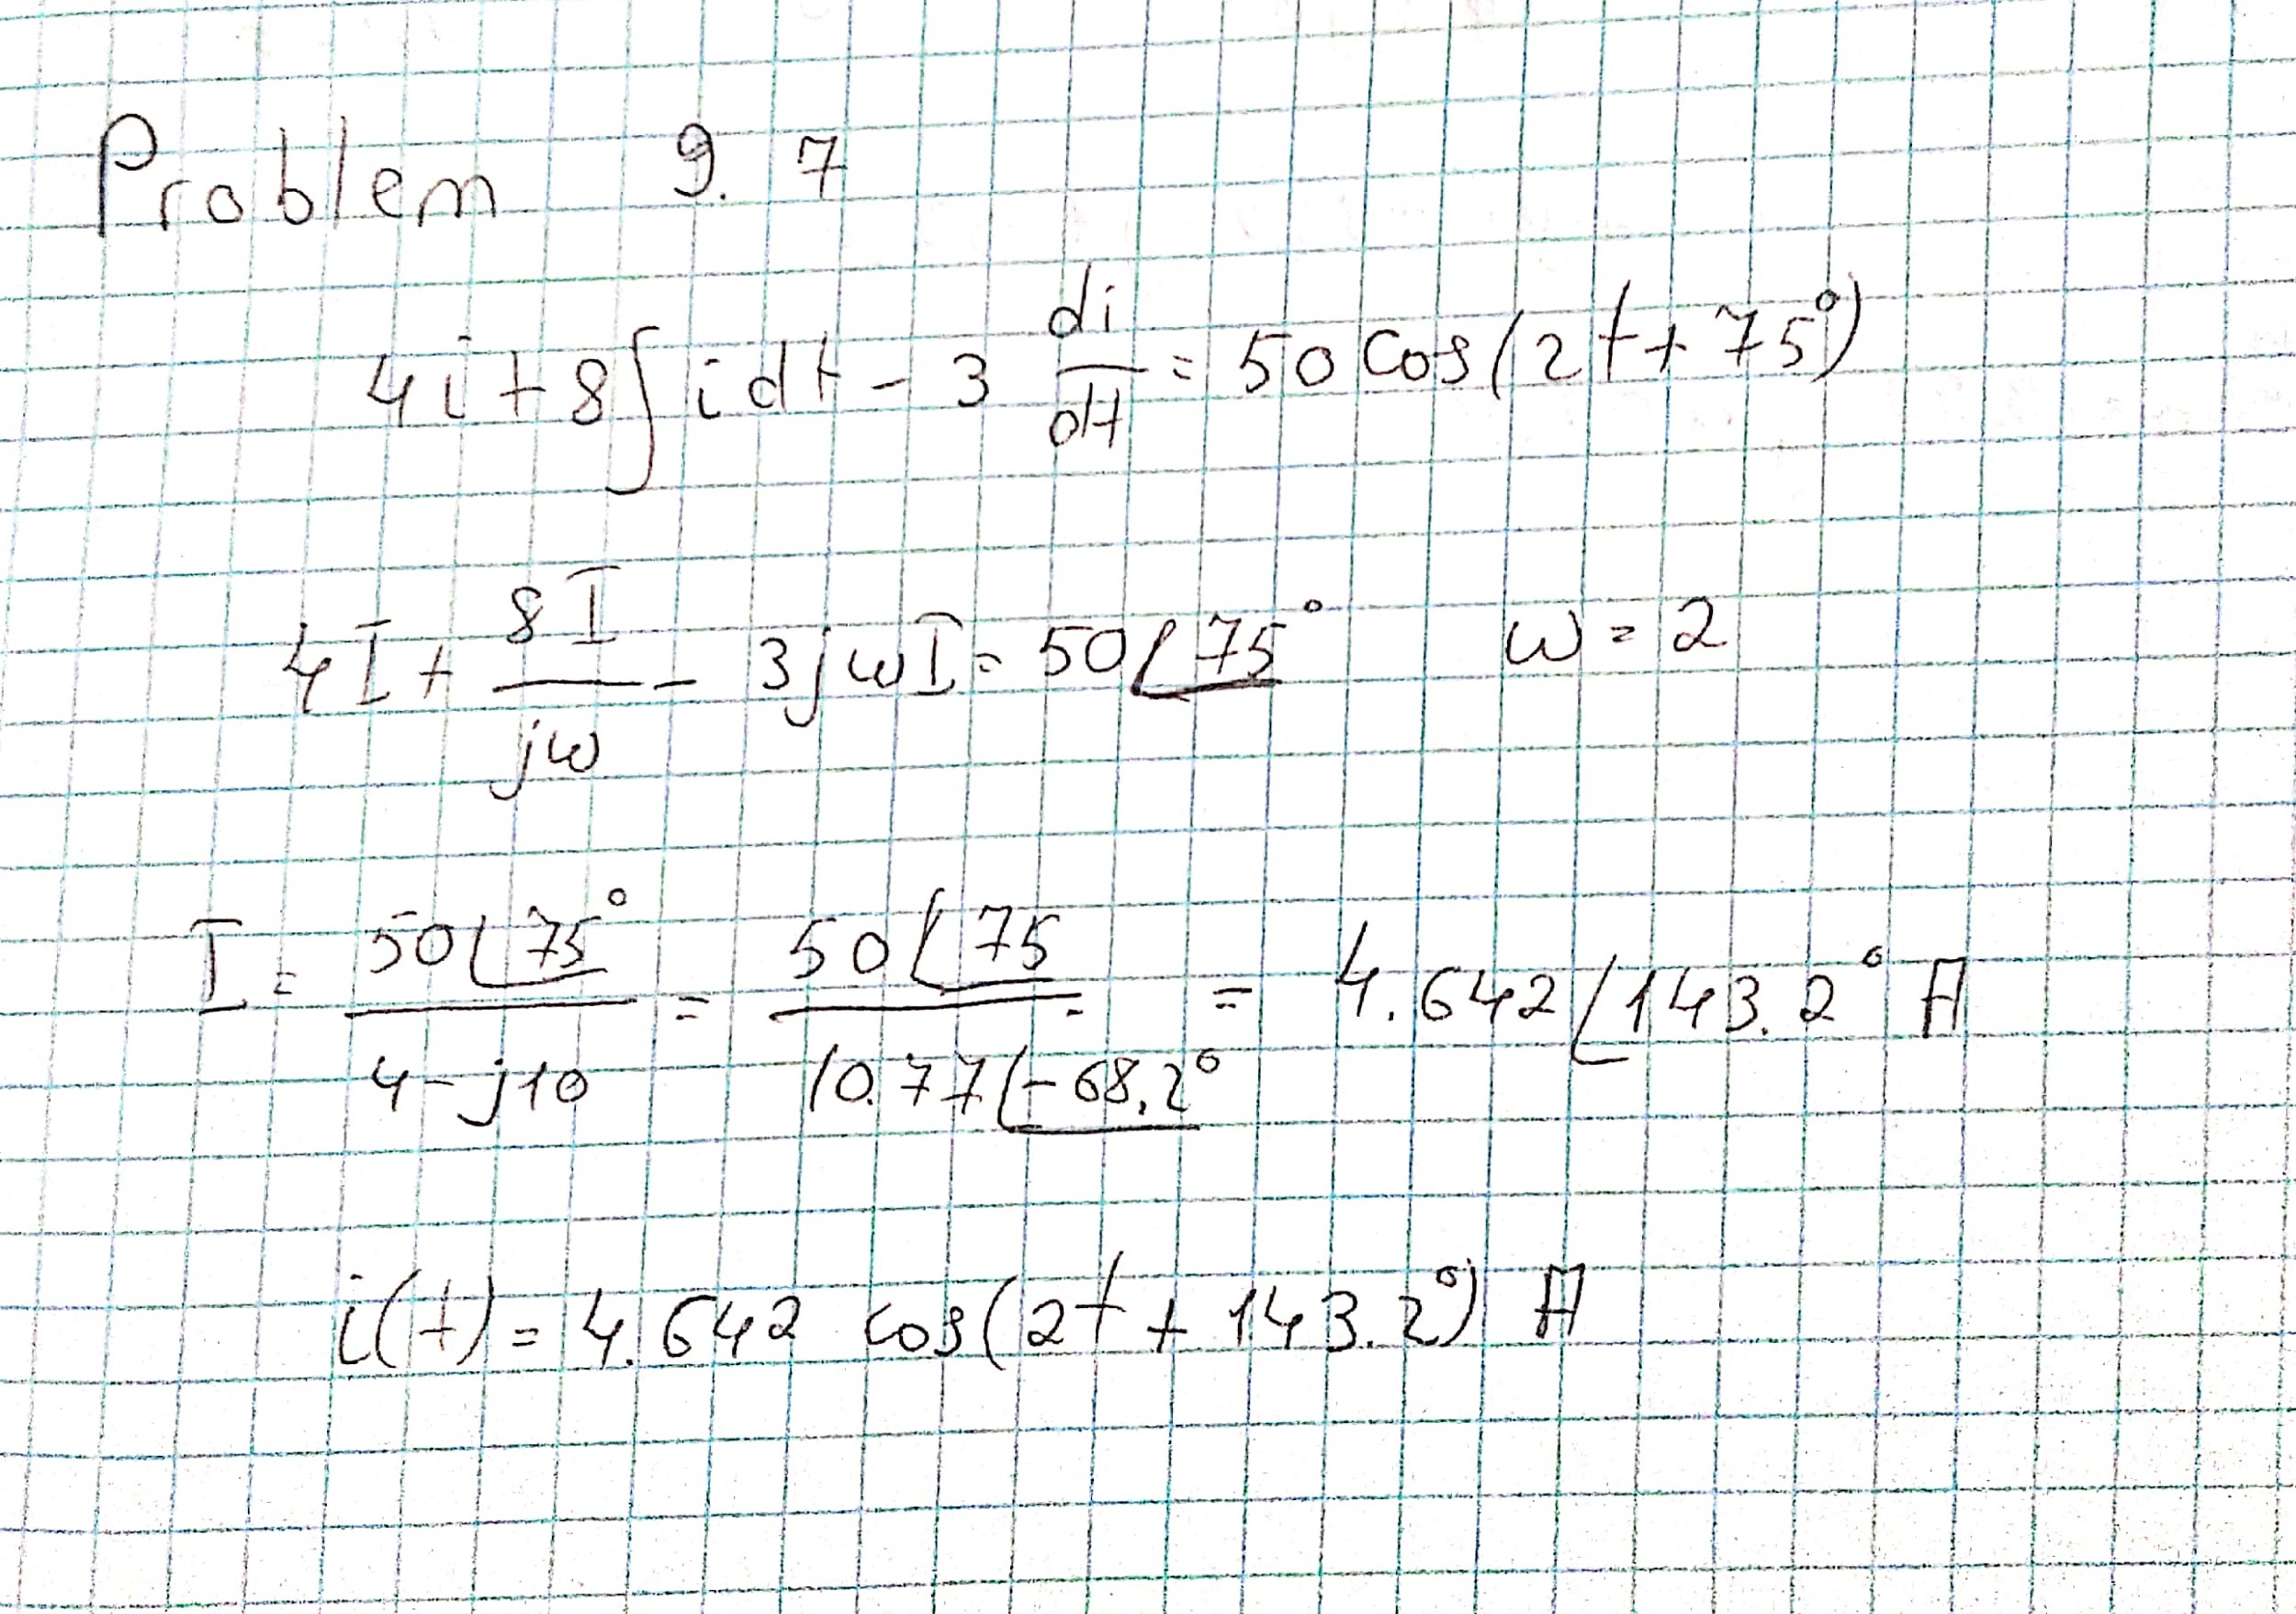 Problem 9.7
4i + 8∫idt - 3 di/dt = 50 cos(2t + 75°)
4I + 8I/jω - 3jωI = 50∠75° ω = 2
I = 50∠75° / 4 - j10 = 50∠75 / 10.77∠-68.2° = 4.642∠143.2° A
i(t) = 4.642 cos(2t + 143.2°) A